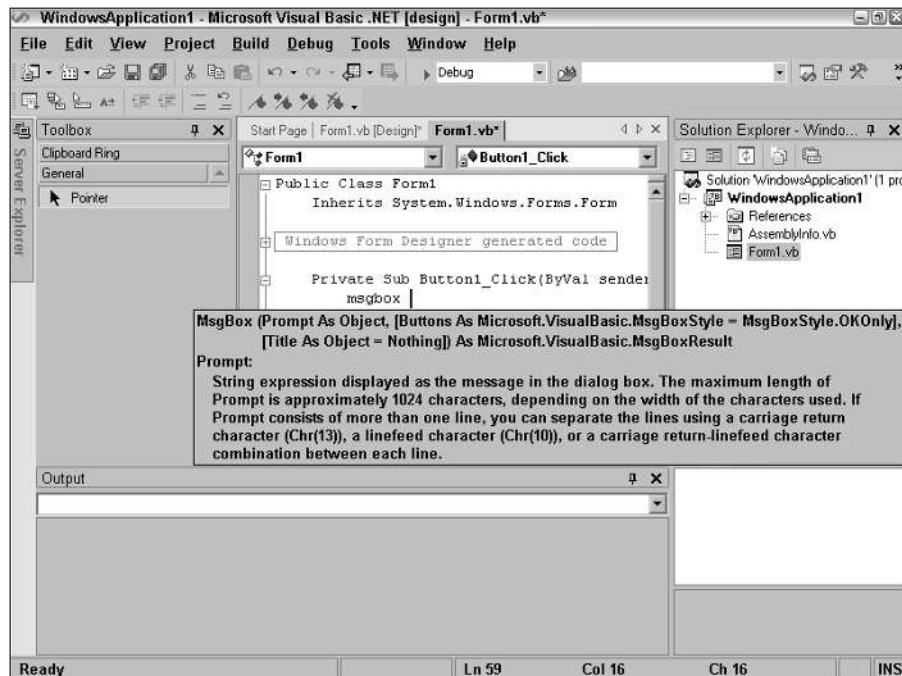 WindowsApplication1 - Microsoft Visual Basic .NET [design] - Form1.vb*
File Edit View Project Build Debug Tools Window Help
Debug
Toolbox
Start Page Form1.vb [Design]* Form1.vb*
Solution Explorer - Windo...
Server Explorer
Clipboard Ring
General
Pointer
Form1
Button1_Click
Public Class Form1
Inherits System.Windows.Forms.Form
Windows Form Designer generated code
Private Sub Button1_Click(ByVal sender
msgbox
Solution 'WindowsApplication1' (1 pro
WindowsApplication1
References
AssemblyInfo.vb
Form1.vb
MsgBox (Prompt As Object, [Buttons As Microsoft.VisualBasic.MsgBoxStyle = MsgBoxStyle.OKOnly],
[Title As Object = Nothing]) As Microsoft.VisualBasic.MsgBoxResult
Prompt:
String expression displayed as the message in the dialog box. The maximum length of
Prompt is approximately 1024 characters, depending on the width of the characters used. If
Prompt consists of more than one line, you can separate the lines using a carriage return
character (Chr(13)), a linefeed character (Chr(10)), or a carriage return-linefeed character
combination between each line.
Output
Ready
Ln 59
Col 16
Ch 16
INS